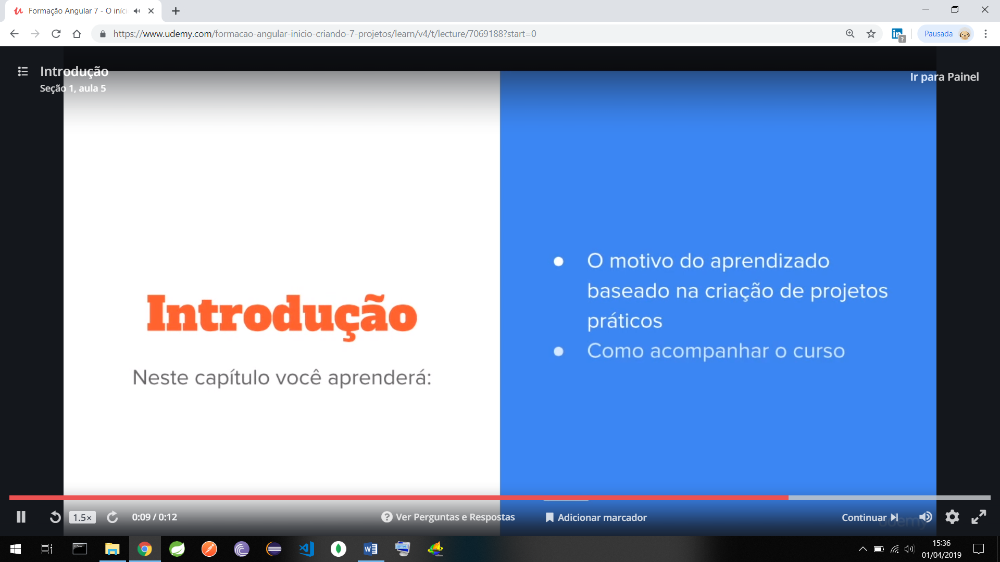 Formação Angular 7 - O iníci
https://www.udemy.com/formacao-angular-inicio-criando-7-projetos/learn/v4/t/lecture/7069188?start=0
in
?
Pausada
Introdução
Seção 1, aula 5
Ir para Painel
Introdução
Neste capítulo você aprenderá:
• O motivo do aprendizado
baseado na criação de projetos
práticos
• Como acompanhar o curso
1.5×
0:09 / 0:12
? Ver Perguntas e Respostas
Adicionar marcador
Continuar
udemy
15:36
01/04/2019